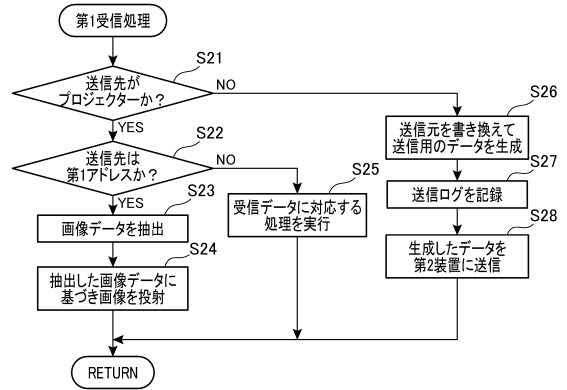 第1受信処理
S21
送信先が
プロジェクターか?
NO
YES
S22
送信先は
第1アドレスか?
NO
YES
S23
画像データを抽出
S24
抽出した画像データに
基づき画像を投射
S25
受信データに対応する
処理を実行
S26
送信元を書き換えて
送信用のデータを生成
S27
送信ログを記録
S28
生成したデータを
第2装置に送信
RETURN